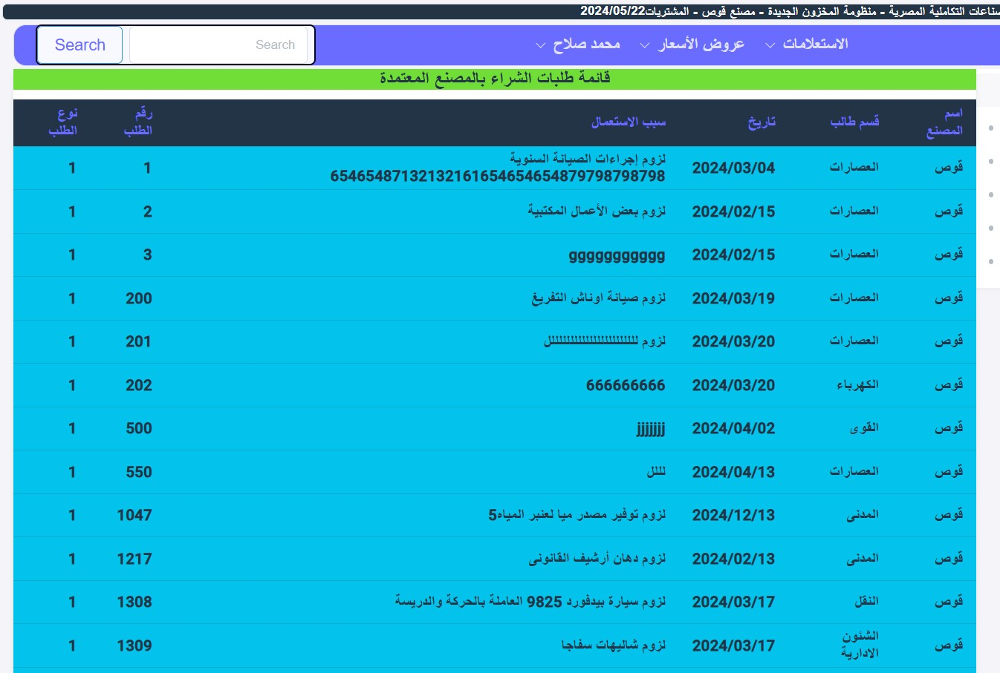 صناعات التكاملية المصرية - منظومة المخزون الجديدة - مصنع قوص - المشتريات2024/05/22
الاستعلامات عروض الأسعار محمد صلاح Search Search
قائمة طلبات الشراء بالمصنع المعتمدة
اسم المصنع قسم طالب تاريخ سبب الاستعمال رقم الطلب نوع الطلب
قوص العصارات 2024/03/04 لزوم إجراءات الصيانة السنوية 1 1
65465487132132161654654654879798798798
قوص العصارات 2024/02/15 لزوم بعض الأعمال المكتبية 2 1
قوص العصارات 2024/02/15 ggggggggggg 3 1
قوص العصارات 2024/03/19 لزوم صيانة اوناش التفريغ 200 1
قوص العصارات 2024/03/20 لزوم 201 1
قوص الكهرباء 2024/03/20 666666666 202 1
قوص القوى 2024/04/02 jjjjjjj 500 1
قوص العصارات 2024/04/13 لللل 550 1
قوص المدنى 2024/12/13 لزوم توفير مصدر ميا لعنبر المياه5 1047 1
قوص المدنى 2024/02/13 لزوم دهان أرشيف القانونى 1217 1
قوص النقل 2024/03/17 لزوم سيارة بيدفورد 9825 العاملة بالحركة والدريسة 1308 1
قوص الشئون الادارية 2024/03/17 لزوم شاليهات سفاجا 1309 1